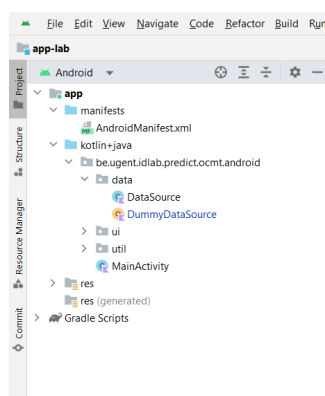 File Edit View Navigate Code Refactor Build
app-lab
Project
Android
app
manifests
MF
AndroidManifest.xml
kotlin+java
be.ugent.idlab.predict.ocmt.android
data
DataSource
DummyDataSource
ui
util
MainActivity
res
res (generated)
Gradle Scripts
Structure
Resource Manager
Commit